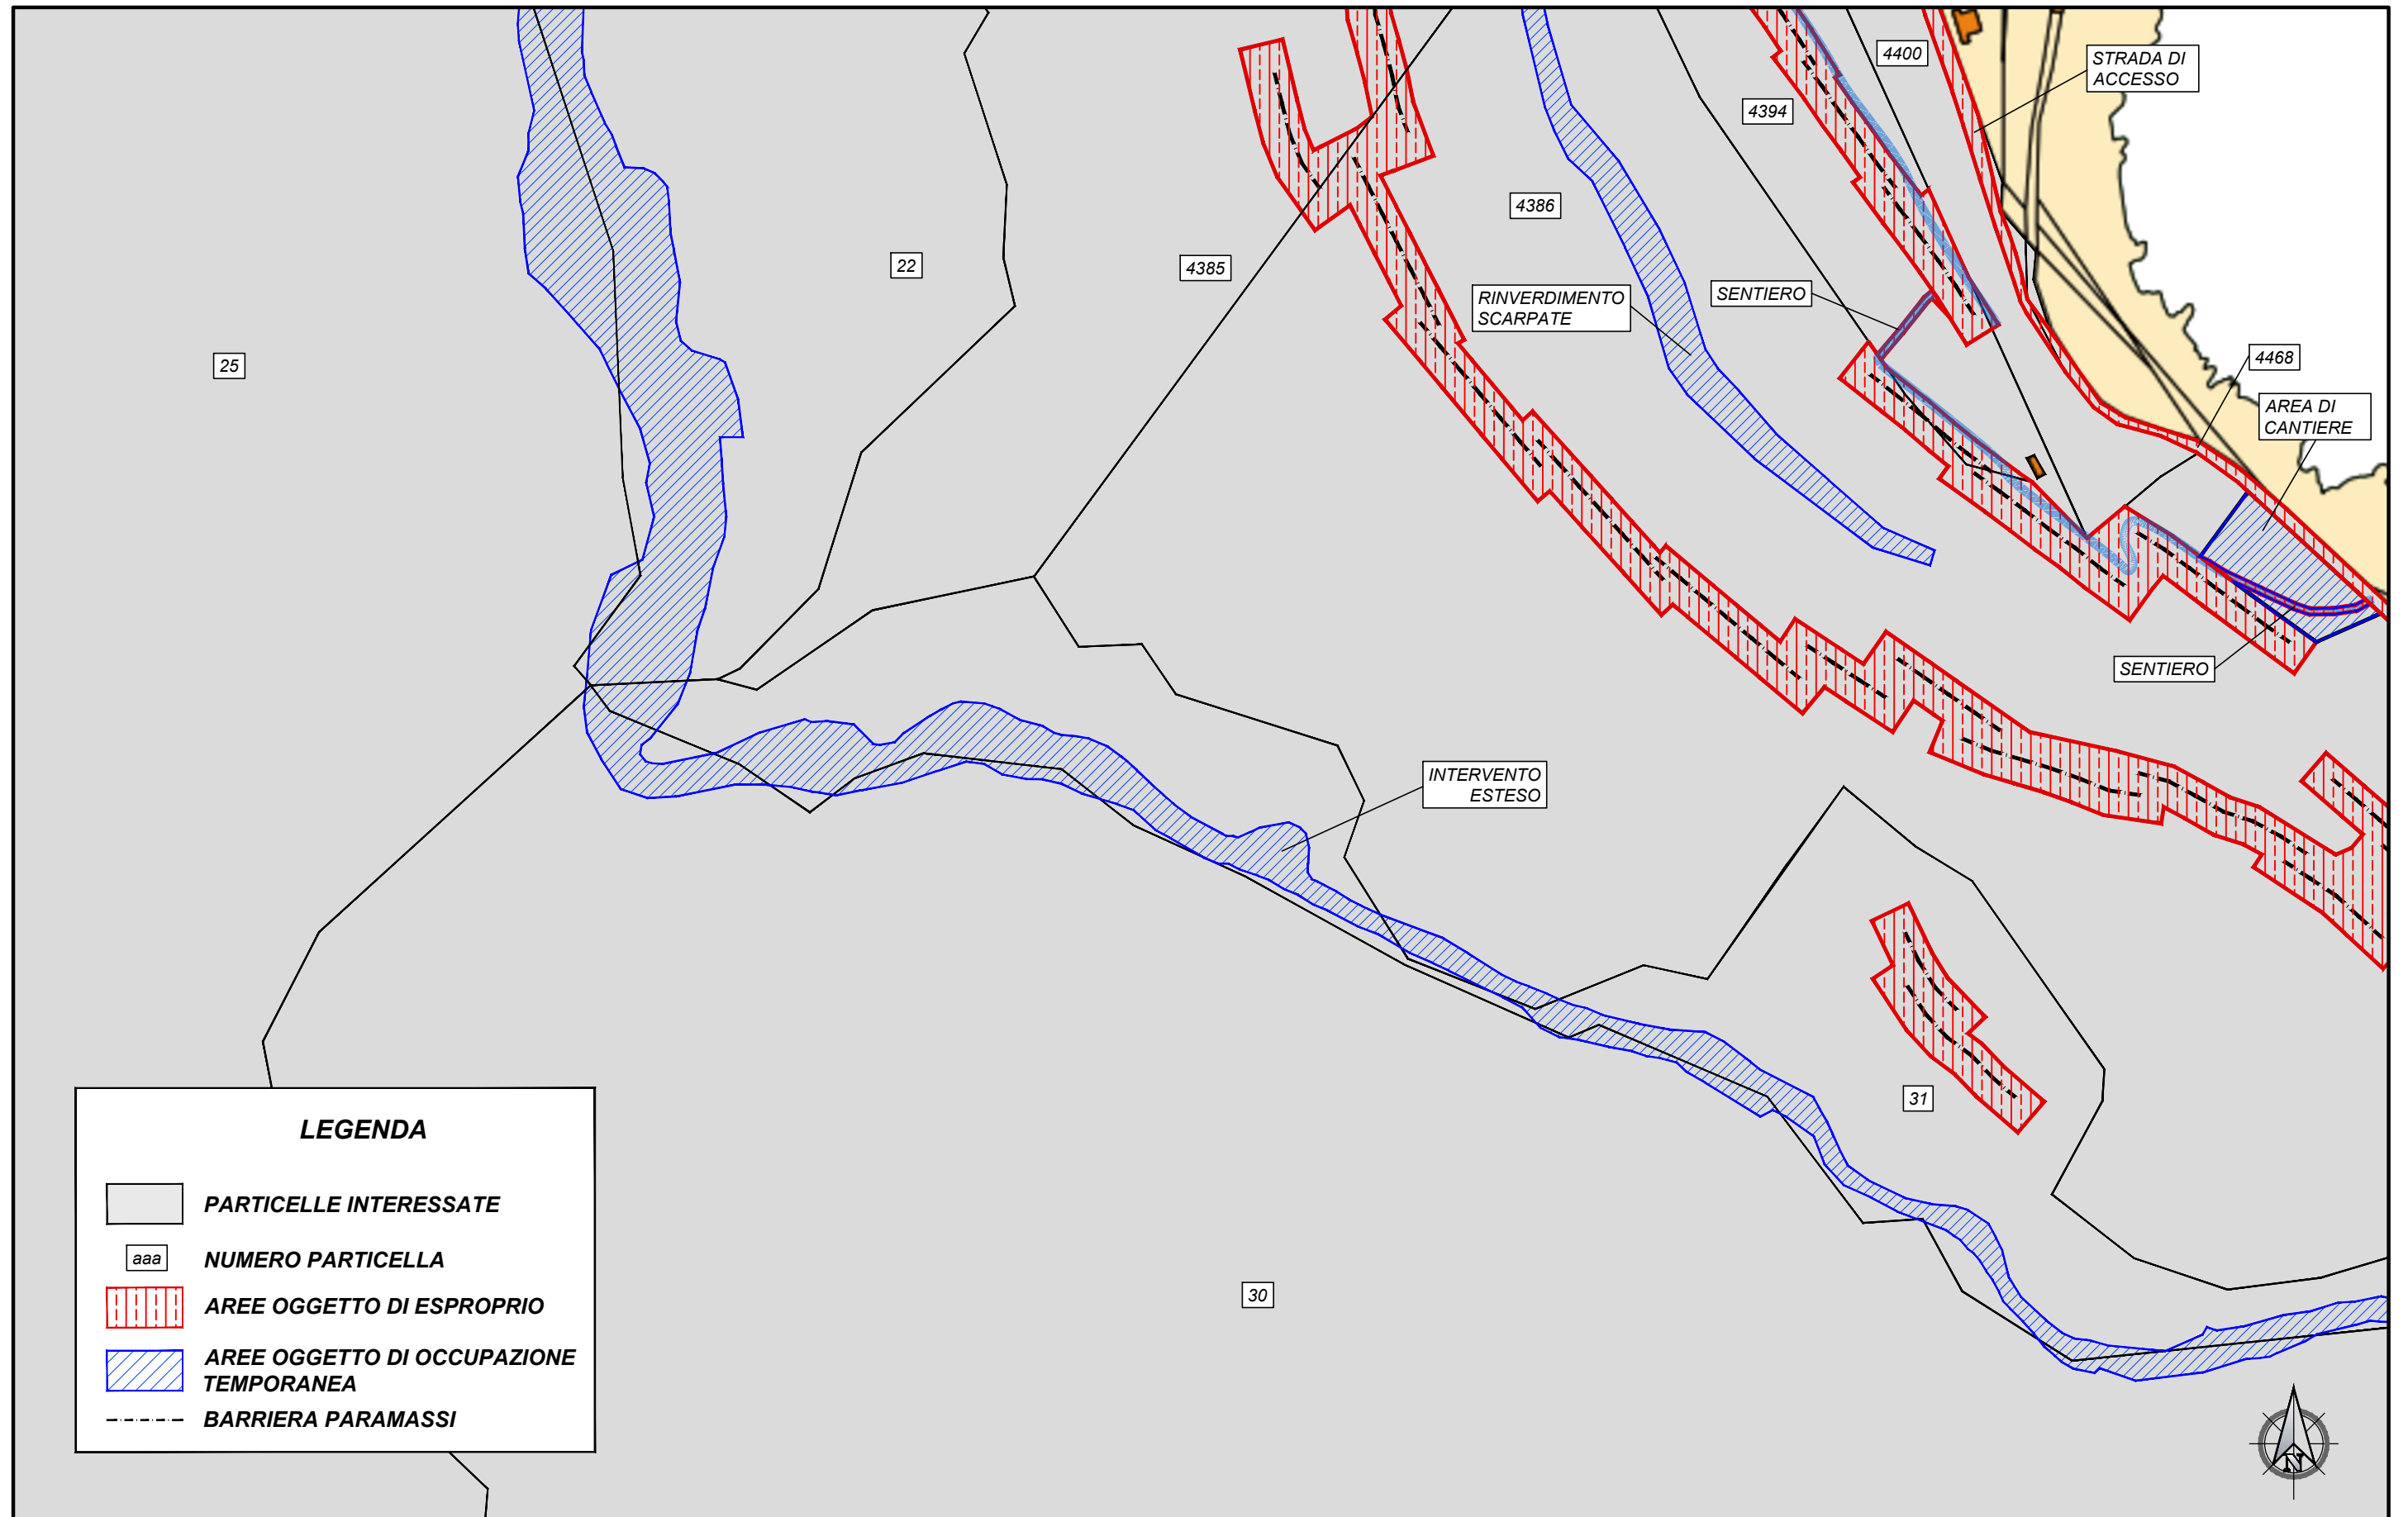 4400
STRADA DI
ACCESSO
4394
4386
22
4385
RINVERDIMENTO
SCARPATE
SENTIERO
25
4468
AREA DI
CANTIERE
SENTIERO
INTERVENTO
ESTESO
31
30
LEGENDA
PARTICELLE INTERESSATE
aaa NUMERO PARTICELLA
AREE OGGETTO DI ESPROPRIO
AREE OGGETTO DI OCCUPAZIONE
TEMPORANEA
BARRIERA PARAMASSI
N